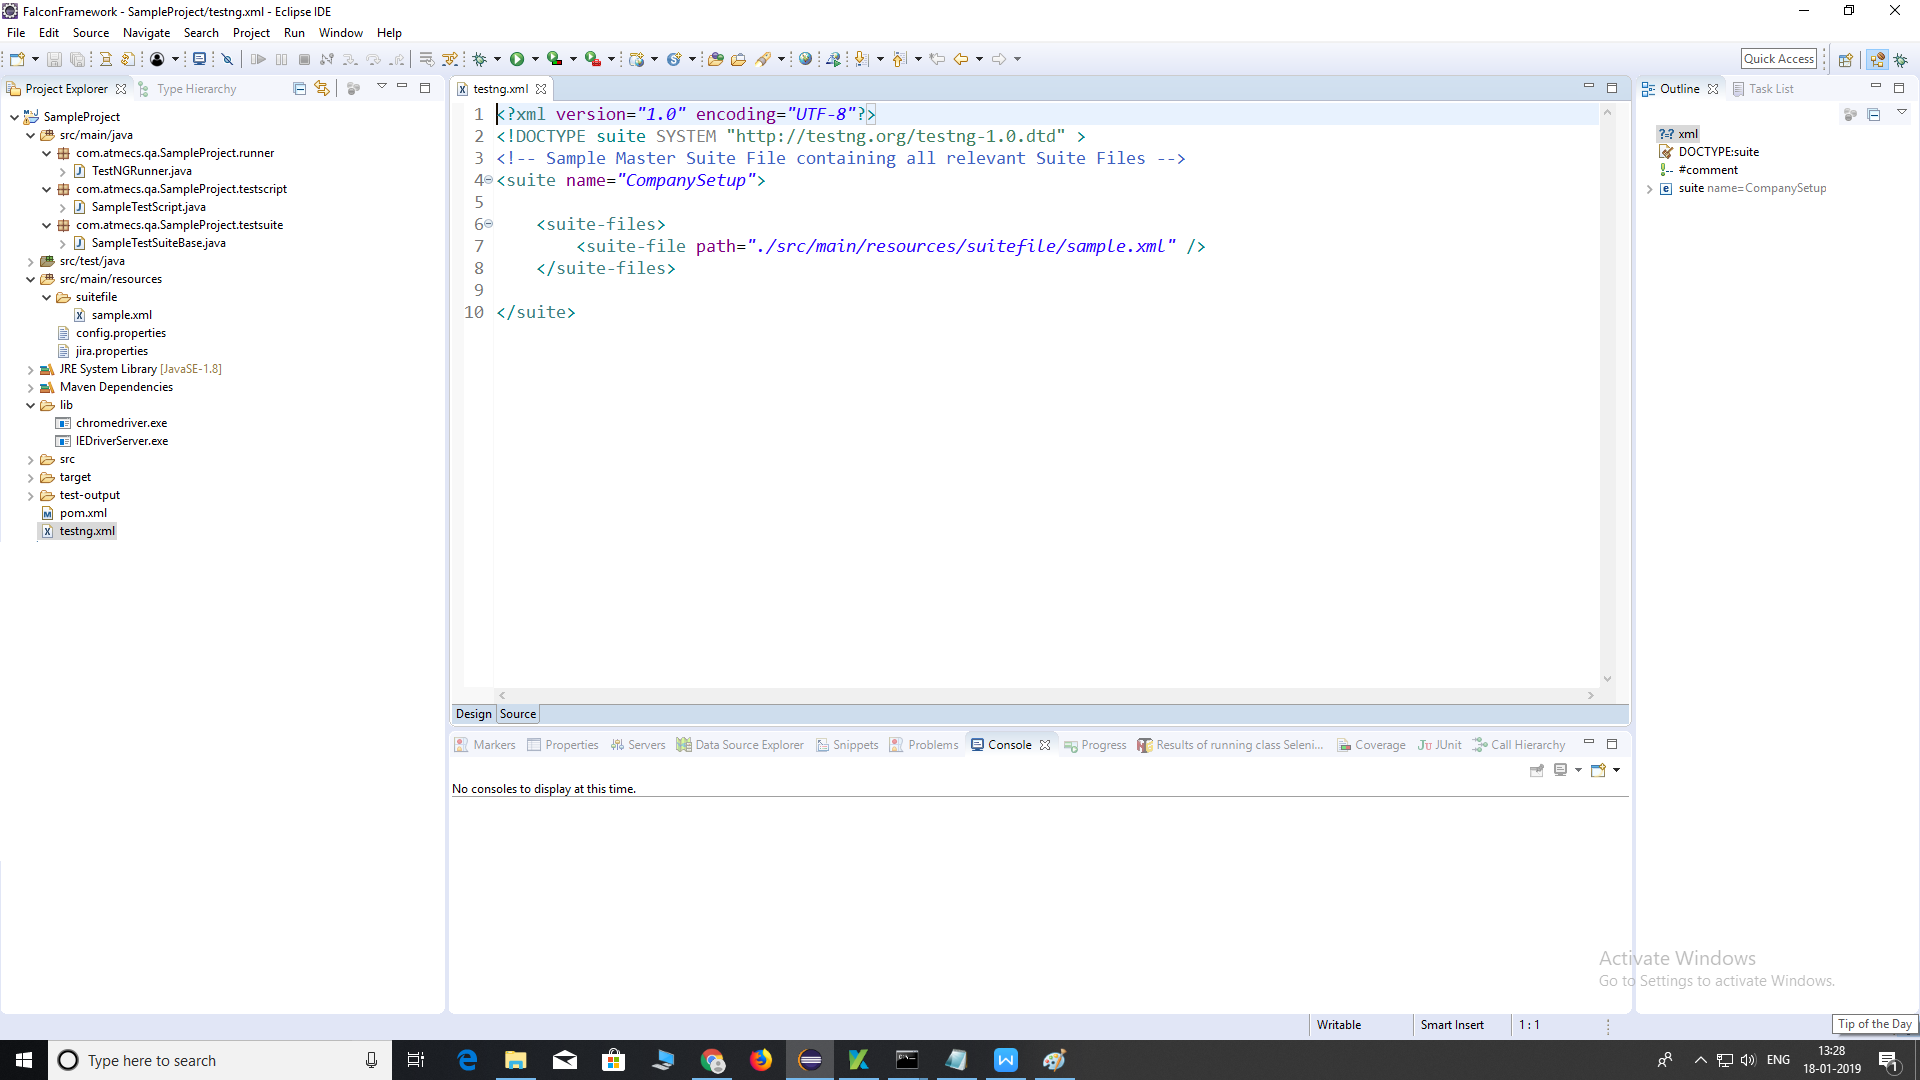 FalconFramework - SampleProject/testng.xml - Eclipse IDE
File Edit Source Navigate Search Project Run Window Help
Quick Access
Project Explorer Type Hierarchy
SampleProject
src/main/java
com.atmecs.qa.SampleProject.runner
TestNGRunner.java
com.atmecs.qa.SampleProject.testscript
SampleTestScript.java
com.atmecs.qa.SampleProject.testsuite
SampleTestSuiteBase.java
src/test/java
src/main/resources
suitefile
sample.xml
config.properties
jira.properties
JRE System Library [JavaSE-1.8]
Maven Dependencies
lib
chromedriver.exe
IEDriverServer.exe
src
target
test-output
pom.xml
testng.xml
testng.xml
1 <?xml version="1.0" encoding="UTF-8"?>
2 <!DOCTYPE suite SYSTEM "http://testng.org/testng-1.0.dtd" >
3 <!-- Sample Master Suite File containing all relevant Suite Files -->
4 <suite name="CompanySetup">
5
6 <suite-files>
7 <suite-file path="./src/main/resources/suitefile/sample.xml" />
8 </suite-files>
9
10 </suite>
Design Source
Outline Task List
?=? xml
DOCTYPE:suite
#comment
suite name=CompanySetup
Markers Properties Servers Data Source Explorer Snippets Problems Console Progress Results of running class Seleni... Coverage Ju JUnit Call Hierarchy
No consoles to display at this time.
Activate Windows
Go to Settings to activate Windows.
Writable Smart Insert 1 : 1
Tip of the Day
Type here to search
ENG
13:28
18-01-2019
1